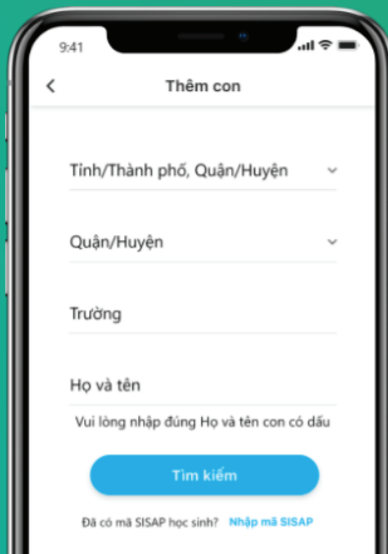 9:41
Thêm con
Tỉnh/Thành phố, Quận/Huyện
Quận/Huyện
Trường
Họ và tên
Vui lòng nhập đúng Họ và tên con có dấu
Tìm kiếm
Đã có mã SISAP học sinh? Nhập mã SISAP